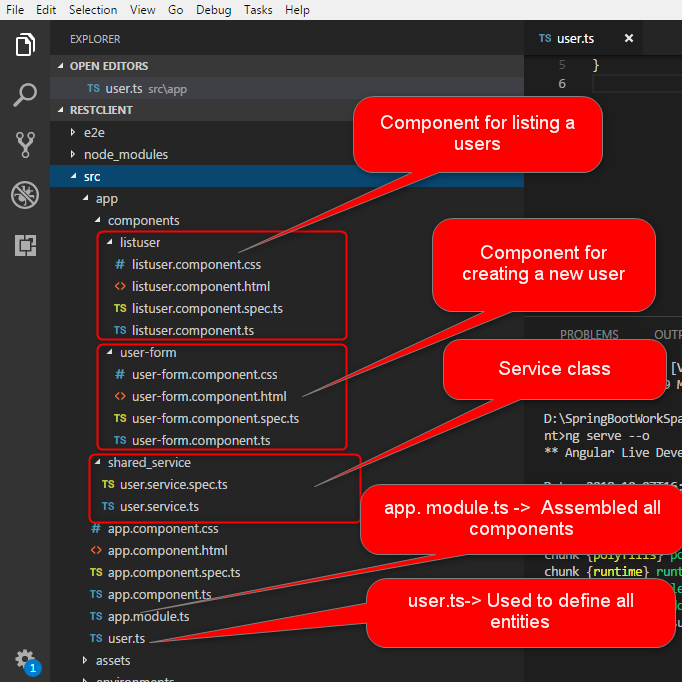 File Edit Selection View Go Debug Tasks Help
EXPLORER
OPEN EDITORS
TS user.ts src\app
RESTCLIENT
e2e
node_modules
src
app
components
listuser
# listuser.component.css
<> listuser.component.html
TS listuser.component.spec.ts
TS listuser.component.ts
user-form
# user-form.component.css
<> user-form.component.html
TS user-form.component.spec.ts
TS user-form.component.ts
shared_service
TS user.service.spec.ts
TS user.service.ts
# app.component.css
<> app.component.html
TS app.component.spec.ts
TS app.component.ts
TS app.module.ts
TS user.ts
assets
1
TS user.ts ×
5 }
6
Component for listing a
users
Component for
creating a new user
PROBLEMS
Service class
D:\SpringBootWorkSpa
nt>ng serve --o
** Angular Live Deve
app. module.ts -> Assembled all
components
chunk {polyfills}
chunk {runtime} runt
user.ts-> Used to define all
entities